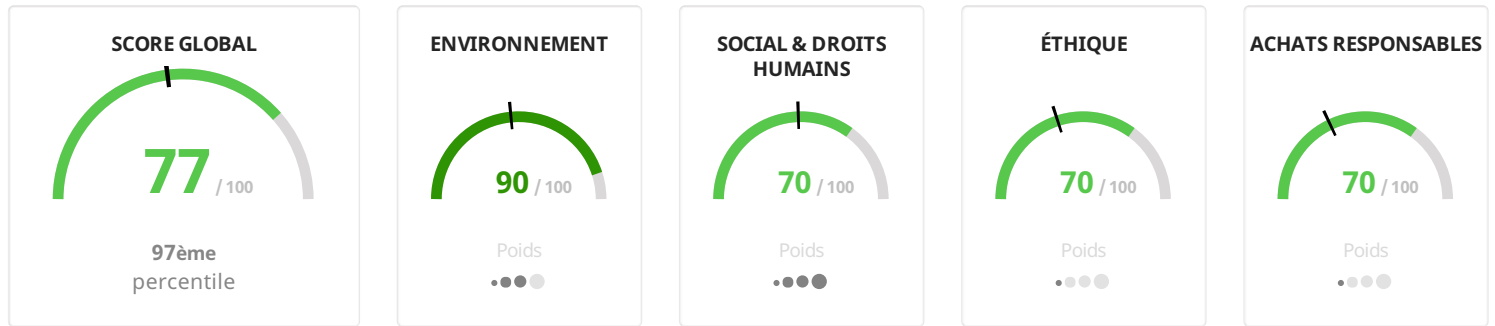 SCORE GLOBAL
77 / 100
97ème
percentile
ENVIRONNEMENT
90 / 100
Poids
SOCIAL & DROITS
HUMAINS
70 / 100
Poids
ÉTHIQUE
70 / 100
Poids
ACHATS RESPONSABLES
70 / 100
Poids